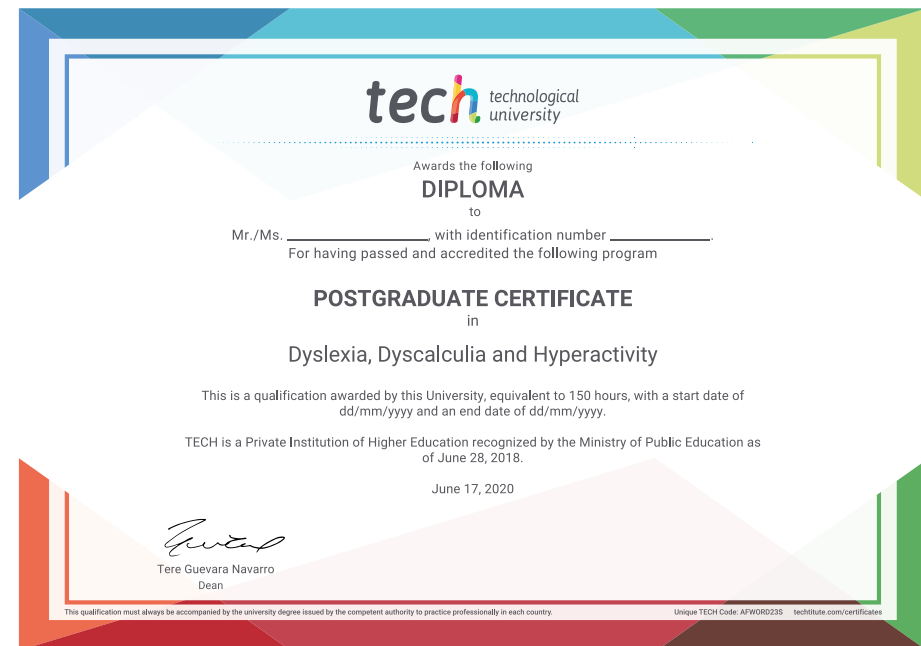 tech technological
university
Awards the following
DIPLOMA
to
Mr./Ms. ____________________, with identification number ______________.
For having passed and accredited the following program
POSTGRADUATE CERTIFICATE
in
Dyslexia, Dyscalculia and Hyperactivity
This is a qualification awarded by this University, equivalent to 150 hours, with a start date of
dd/mm/yyyy and an end date of dd/mm/yyyy.
TECH is a Private Institution of Higher Education recognized by the Ministry of Public Education as
of June 28, 2018.
June 17, 2020
Tere Guevara Navarro
Dean
This qualification must always be accompanied by the university degree issued by the competent authority to practice professionally in each country. Unique TECH Code: AFWORD23S techtitute.com/certificates